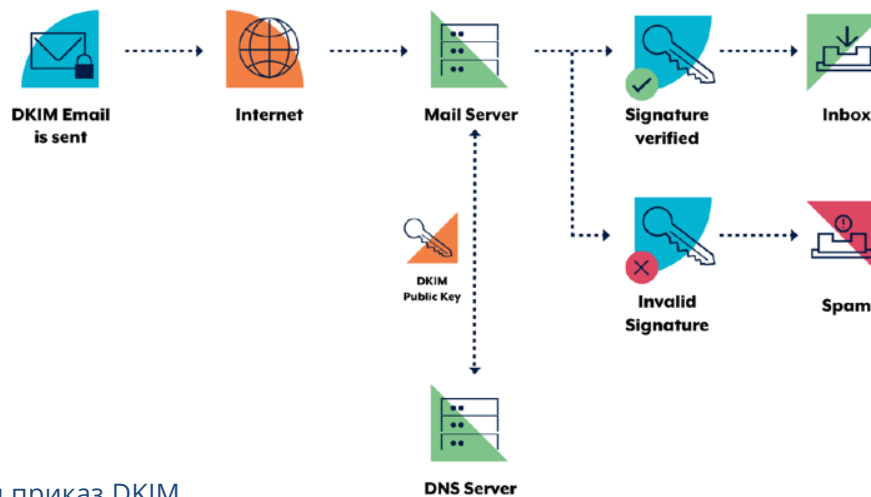 DKIM Email
is sent
Internet
Mail Server
Signature
verified
Inbox
DKIM
Public Key
Invalid
Signature
Spam
DNS Server
приказ DKIM